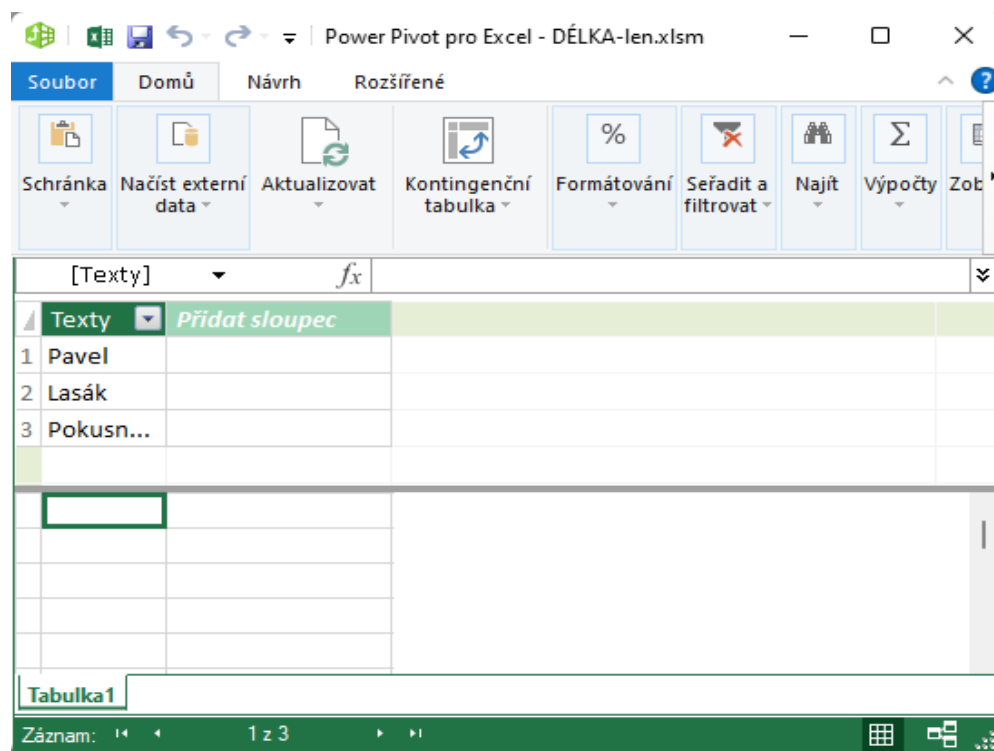 Power Pivot pro Excel - DÉLKA-len.xlsm
Soubor Domů Návrh Rozšířené ?
Schránka Načíst externí data Aktualizovat Kontingenční tabulka Formátování Seřadit a filtrovat Najít Výpočty Zob
[Texty] fx
Texty Přidat sloupec
1 Pavel
2 Lasák
3 Pokusn...
Tabulka1
Záznam: 1 z 3